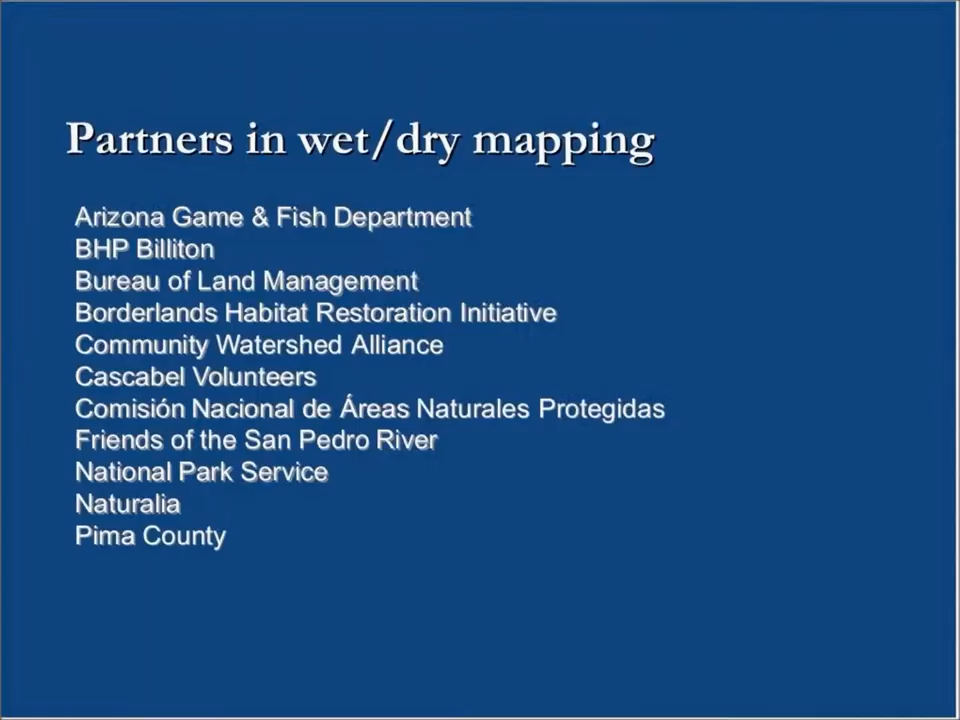 Partners in wet/dry mapping
Arizona Game & Fish Department
BHP Billiton
Bureau of Land Management
Borderlands Habitat Restoration Initiative
Community Watershed Alliance
Cascabel Volunteers
Comisión Nacional de Áreas Naturales Protegidas
Friends of the San Pedro River
National Park Service
Naturalia
Pima County